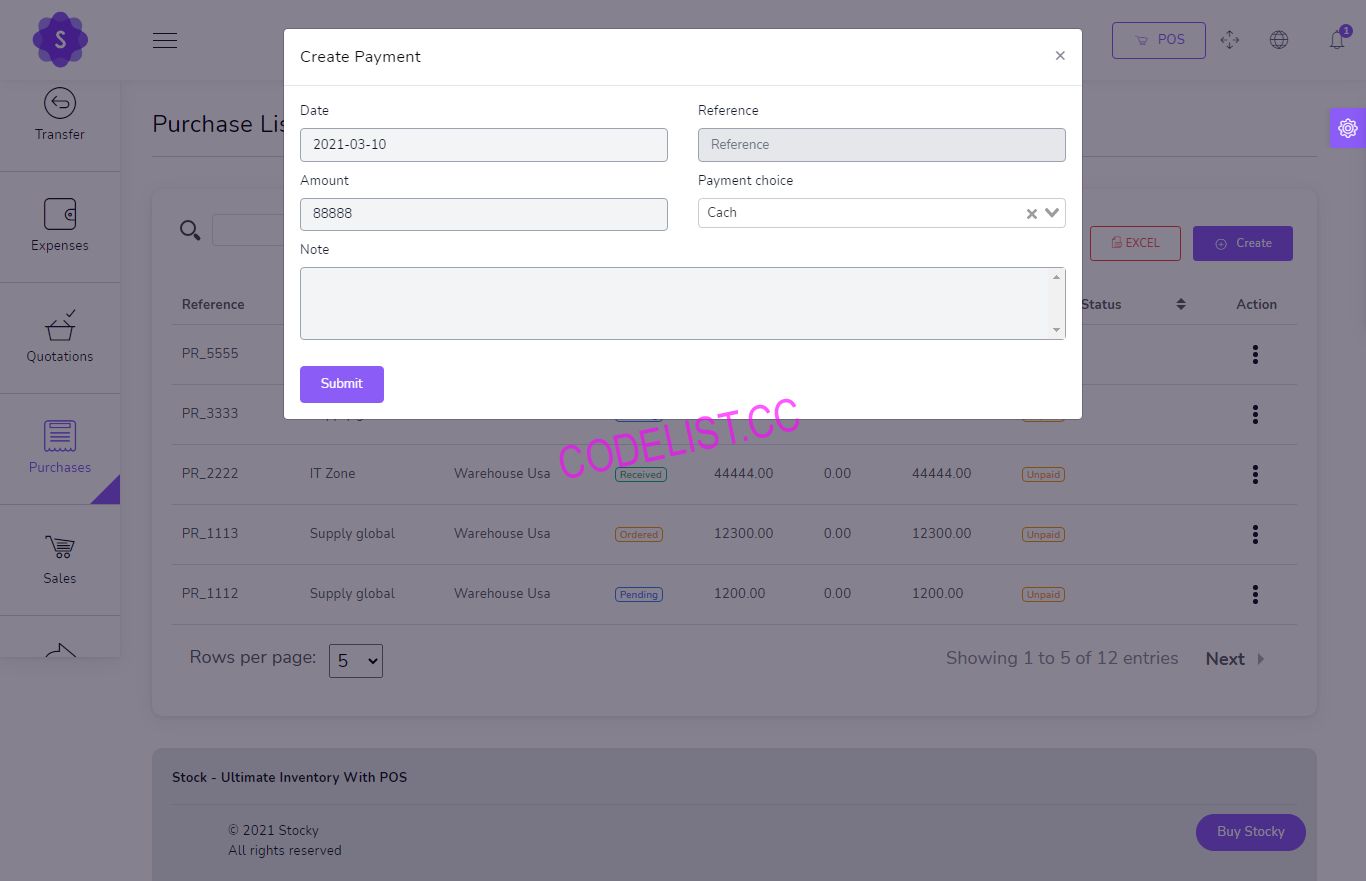 S
POS
1
Create Payment
×
Transfer
Purchase Lis
Date
Reference
2021-03-10
Reference
Amount
Payment choice
88888
Cach
Expenses
EXCEL
Create
Note
Reference
Status
Action
Quotations
PR_5555
Submit
PR_3333
CODELIST.CC
Purchases
PR_2222 IT Zone Warehouse Usa Received 44444.00 0.00 44444.00 Unpaid
PR_1113 Supply global Warehouse Usa Ordered 12300.00 0.00 12300.00 Unpaid
Sales
PR_1112 Supply global Warehouse Usa Pending 1200.00 0.00 1200.00 Unpaid
Rows per page: 5
Showing 1 to 5 of 12 entries
Next
Stock - Ultimate Inventory With POS
© 2021 Stocky
All rights reserved
Buy Stocky